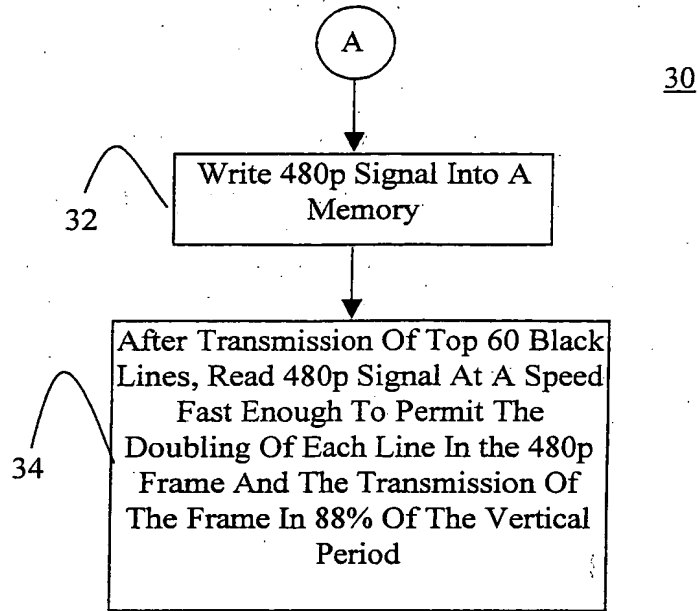 A
30
Write 480p Signal Into A
Memory
32
After Transmission Of Top 60 Black
Lines, Read 480p Signal At A Speed
Fast Enough To Permit The
Doubling Of Each Line In the 480p
Frame And The Transmission Of
The Frame In 88% Of The Vertical
Period
34